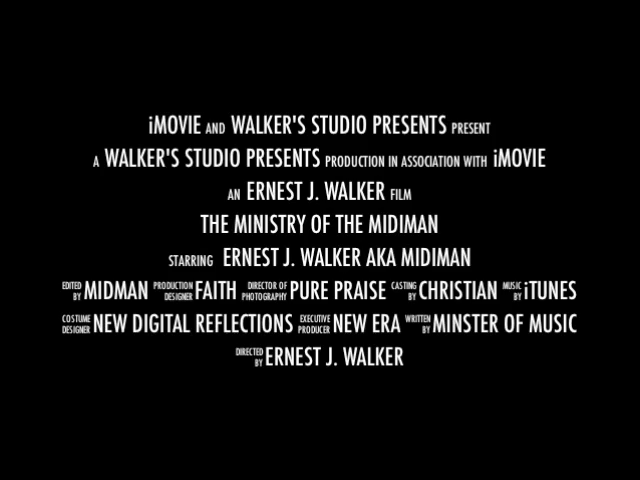 iMOVIE AND WALKER'S STUDIO PRESENTS PRESENT
A WALKER'S STUDIO PRESENTS PRODUCTION IN ASSOCIATION WITH iMOVIE
AN ERNEST J. WALKER FILM
THE MINISTRY OF THE MIDIMAN
STARRING ERNEST J. WALKER AKA MIDIMAN
EDITED BY MIDMAN PRODUCTION DESIGNER FAITH DIRECTOR OF PHOTOGRAPHY PURE PRAISE CASTING BY CHRISTIAN MUSIC BY iTUNES
COSTUME DESIGNER NEW DIGITAL REFLECTIONS EXECUTIVE PRODUCER NEW ERA WRITTEN BY MINSTER OF MUSIC
DIRECTED BY ERNEST J. WALKER